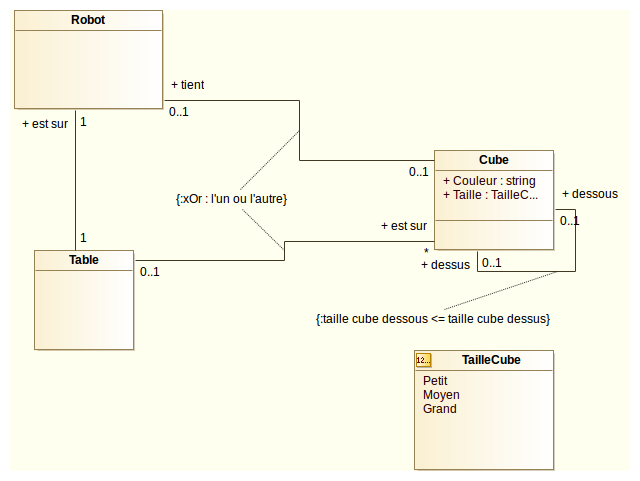 Robot
+ tient
0..1
+ est sur
1
Cube
+ Couleur : string
+ Taille : TailleC...
0..1
+ dessous
0..1
{:xOr : l'un ou l'autre}
+ est sur
*
1
Table
0..1
+ dessus
0..1
{:taille cube dessous <= taille cube dessus}
12...
TailleCube
Petit
Moyen
Grand